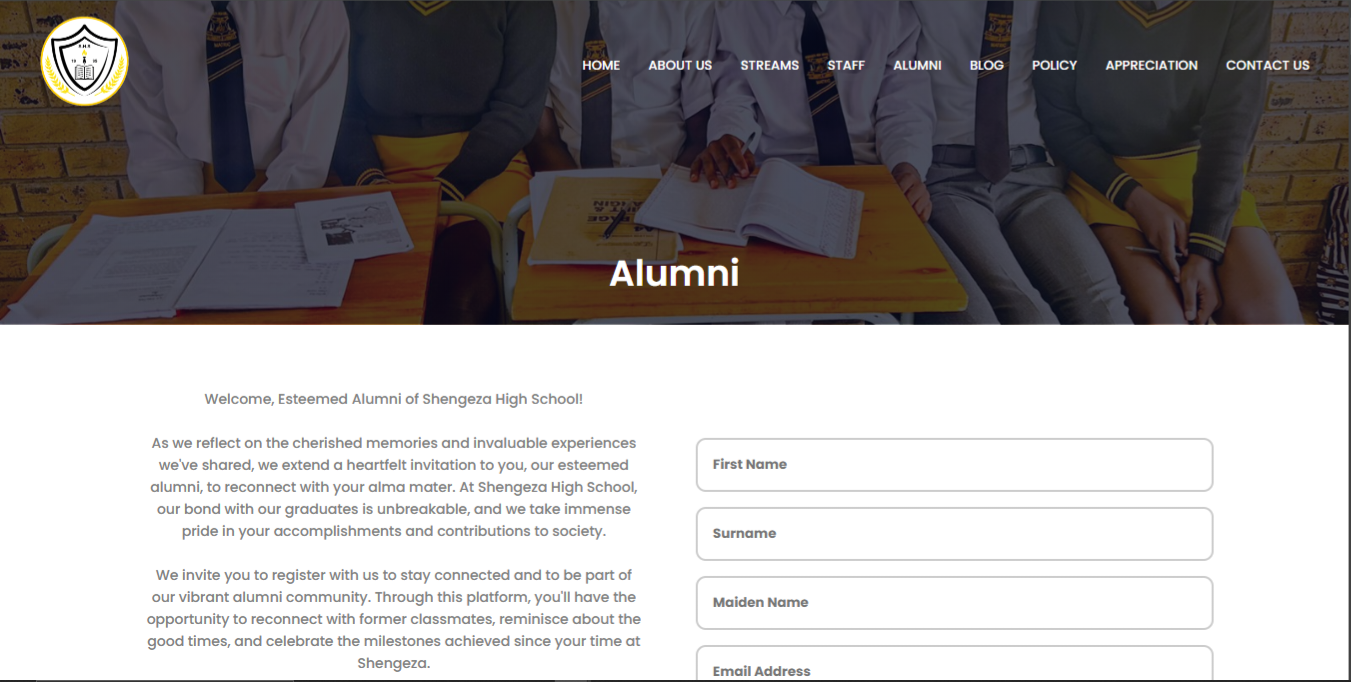 HOME ABOUT US STREAMS STAFF ALUMNI BLOG POLICY APPRECIATION CONTACT US
Alumni
Welcome, Esteemed Alumni of Shengeza High School!
As we reflect on the cherished memories and invaluable experiences
we've shared, we extend a heartfelt invitation to you, our esteemed
alumni, to reconnect with your alma mater. At Shengeza High School,
our bond with our graduates is unbreakable, and we take immense
pride in your accomplishments and contributions to society.
We invite you to register with us to stay connected and to be part of
our vibrant alumni community. Through this platform, you'll have the
opportunity to reconnect with former classmates, reminisce about the
good times, and celebrate the milestones achieved since your time at
Shengeza.
First Name
Surname
Maiden Name
Email Address